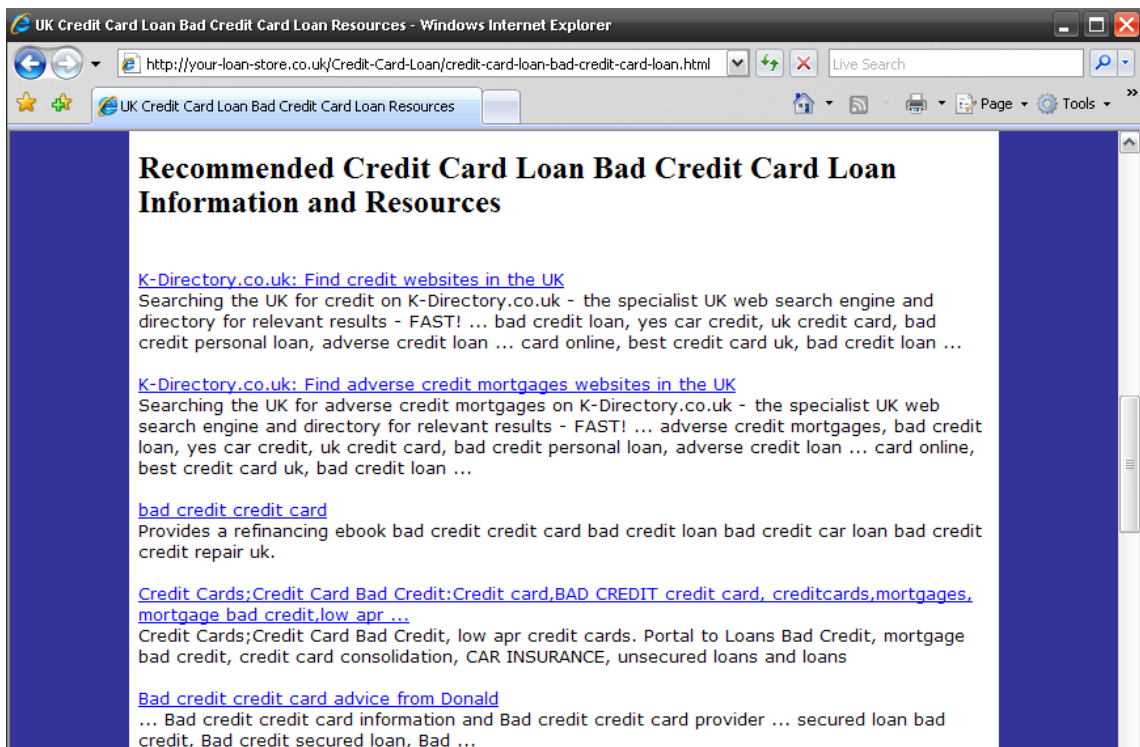 UK Credit Card Loan Bad Credit Card Loan Resources - Windows Internet Explorer
http://your-loan-store.co.uk/Credit-Card-Loan/credit-card-loan-bad-credit-card-loan.html
Live Search
UK Credit Card Loan Bad Credit Card Loan Resources
Page
Tools
Recommended Credit Card Loan Bad Credit Card Loan
Information and Resources
K-Directory.co.uk: Find credit websites in the UK
Searching the UK for credit on K-Directory.co.uk - the specialist UK web search engine and
directory for relevant results - FAST! ... bad credit loan, yes car credit, uk credit card, bad
credit personal loan, adverse credit loan ... card online, best credit card uk, bad credit loan ...
K-Directory.co.uk: Find adverse credit mortgages websites in the UK
Searching the UK for adverse credit mortgages on K-Directory.co.uk - the specialist UK web
search engine and directory for relevant results - FAST! ... adverse credit mortgages, bad credit
loan, yes car credit, uk credit card, bad credit personal loan, adverse credit loan ... card online,
best credit card uk, bad credit loan ...
bad credit credit card
Provides a refinancing ebook bad credit credit card bad credit loan bad credit car loan bad credit
credit repair uk.
Credit Cards;Credit Card Bad Credit:Credit card,BAD CREDIT credit card, creditcards,mortgages,
mortgage bad credit,low apr ...
Credit Cards;Credit Card Bad Credit, low apr credit cards. Portal to Loans Bad Credit, mortgage
bad credit, credit card consolidation, CAR INSURANCE, unsecured loans and loans
Bad credit credit card advice from Donald
... Bad credit credit card information and Bad credit credit card provider ... secured loan bad
credit, Bad credit secured loan, Bad ...